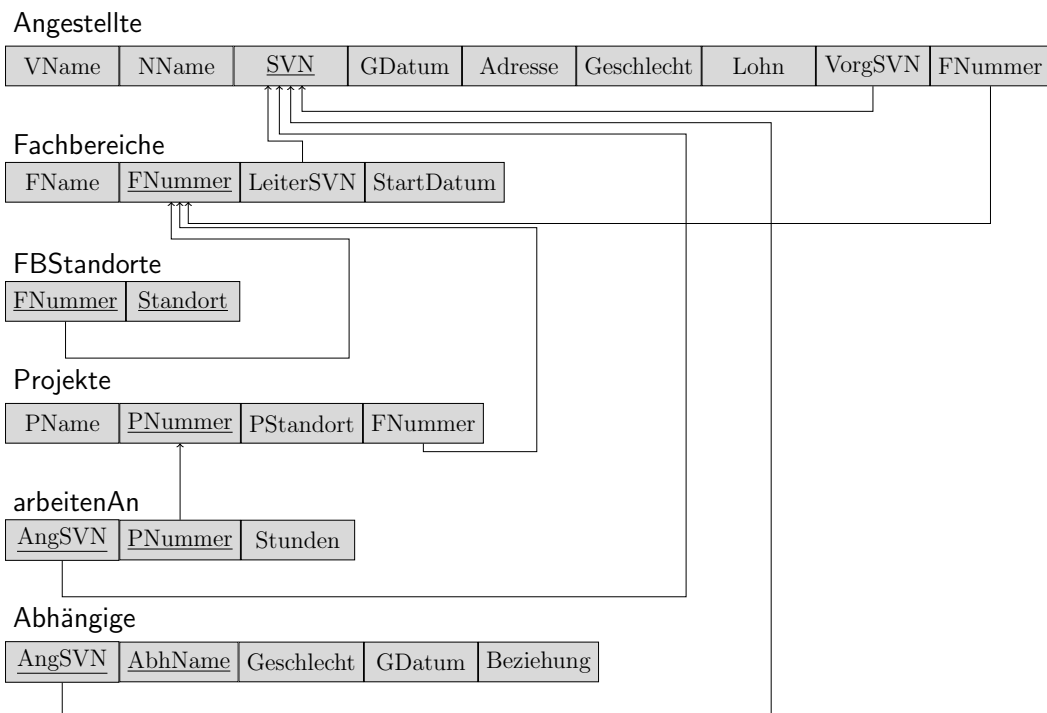 Angestellte
VName NName SVN GDatum Adresse Geschlecht Lohn VorgSVN FNummer
Fachbereiche
FName FNummer LeiterSVN StartDatum
FBStandorte
FNummer Standort
Projekte
PName PNummer PStandort FNummer
arbeitenAn
AngSVN PNummer Stunden
Abhängige
AngSVN AbhName Geschlecht GDatum Beziehung